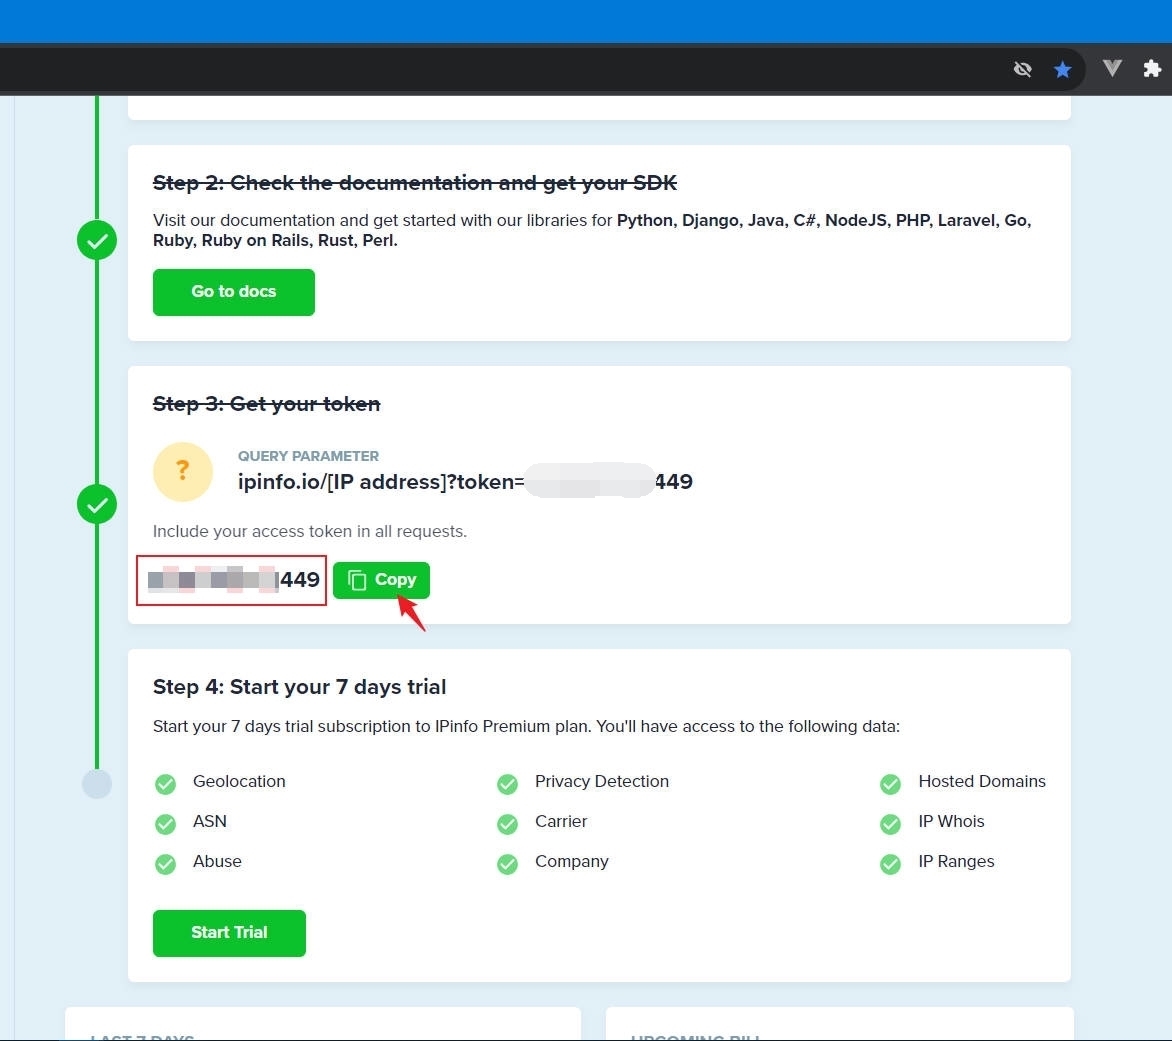 Step 2: Check the documentation and get your SDK
Visit our documentation and get started with our libraries for Python, Django, Java, C#, NodeJS, PHP, Laravel, Go,
Ruby, Ruby on Rails, Rust, Perl.
Go to docs
Step 3: Get your token
?
QUERY PARAMETER
ipinfo.io/[IP address]?token= 449
Include your access token in all requests.
449 Copy
Step 4: Start your 7 days trial
Start your 7 days trial subscription to IPinfo Premium plan. You'll have access to the following data:
Geolocation Privacy Detection Hosted Domains
ASN Carrier IP Whois
Abuse Company IP Ranges
Start Trial
LAST 7 DAYS UPCOMING BILL